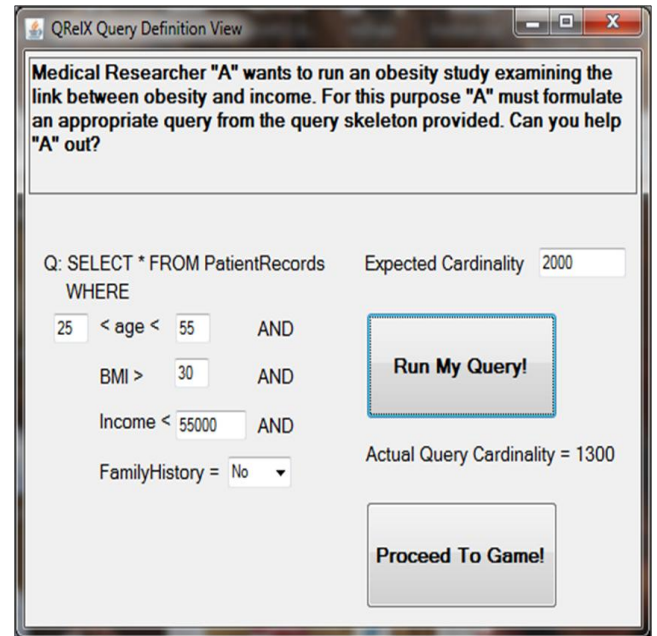 QRelX Query Definition View
Medical Researcher "A" wants to run an obesity study examining the
link between obesity and income. For this purpose "A" must formulate
an appropriate query from the query skeleton provided. Can you help
"A" out?
Q: SELECT * FROM PatientRecords
WHERE
25 < age < 55 AND
BMI > 30 AND
Income < 55000 AND
FamilyHistory = No
Expected Cardinality 2000
Run My Query!
Actual Query Cardinality = 1300
Proceed To Game!